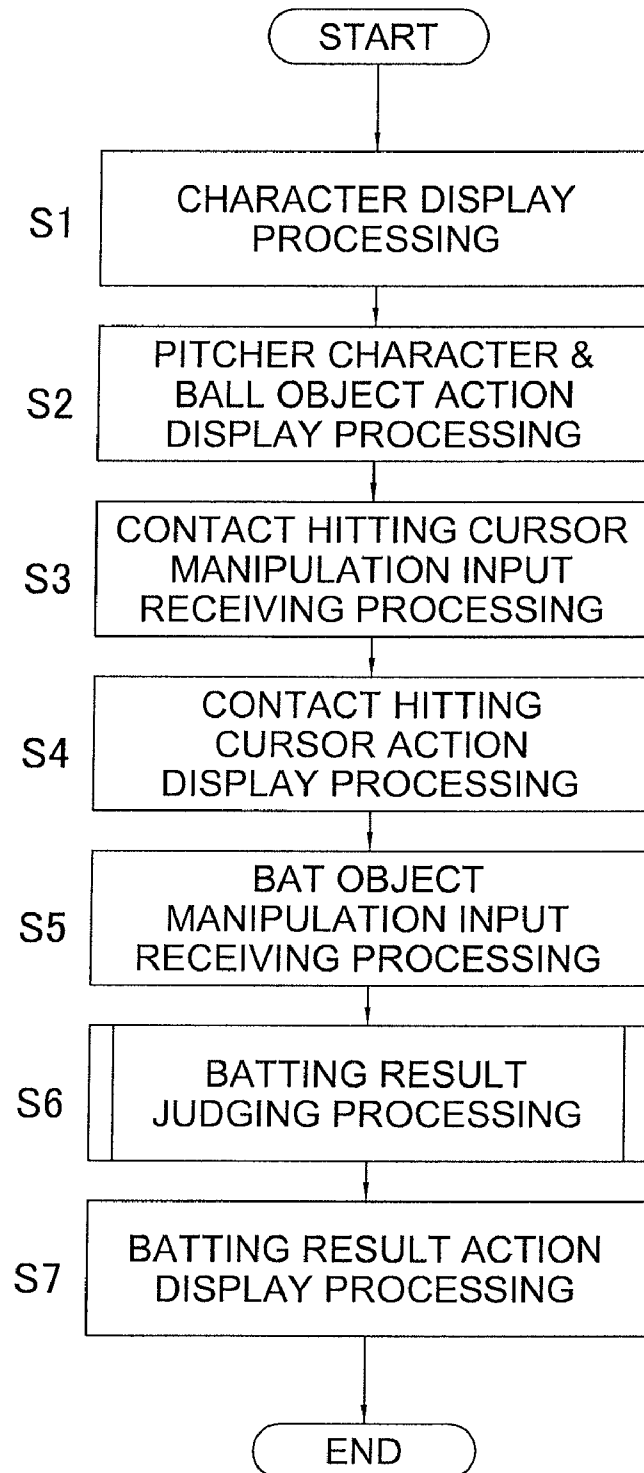 START
S1
CHARACTER DISPLAY
PROCESSING
S2
PITCHER CHARACTER &
BALL OBJECT ACTION
DISPLAY PROCESSING
S3
CONTACT HITTING CURSOR
MANIPULATION INPUT
RECEIVING PROCESSING
S4
CONTACT HITTING
CURSOR ACTION
DISPLAY PROCESSING
S5
BAT OBJECT
MANIPULATION INPUT
RECEIVING PROCESSING
S6
BATTING RESULT
JUDGING PROCESSING
S7
BATTING RESULT ACTION
DISPLAY PROCESSING
END